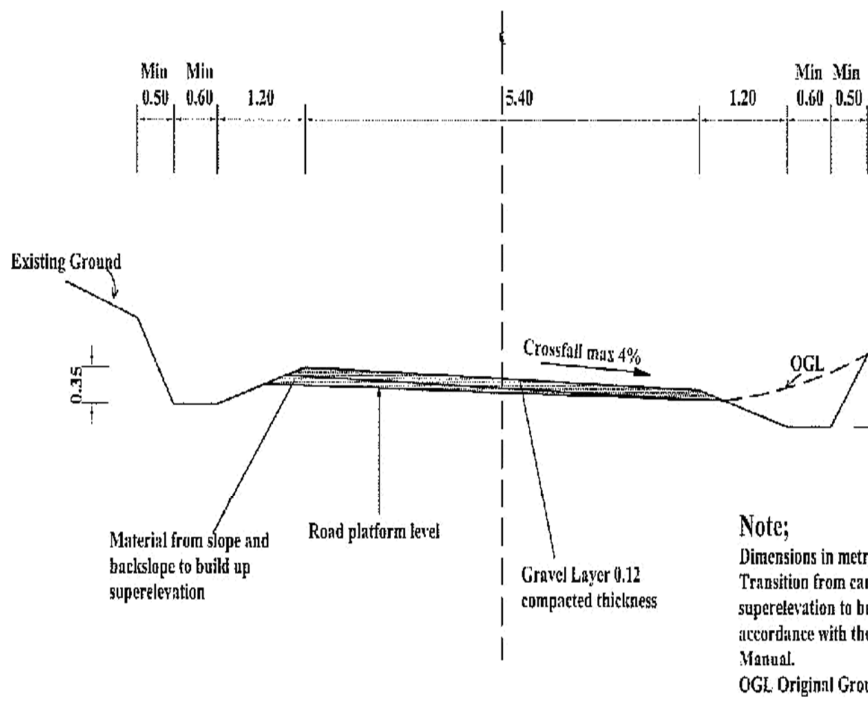 ℄
Min Min Min Min
0.50 0.60 1.20 5.40 1.20 0.60 0.50
Existing Ground
Crossfall max 4%
OGL
0.35
Material from slope and
backslope to build up
superelevation
Road platform level
Gravel Layer 0.12
compacted thickness
Note;
Dimensions in metr
Transition from ca
superelevation to b
accordance with the
Manual.
OGL Original Grou